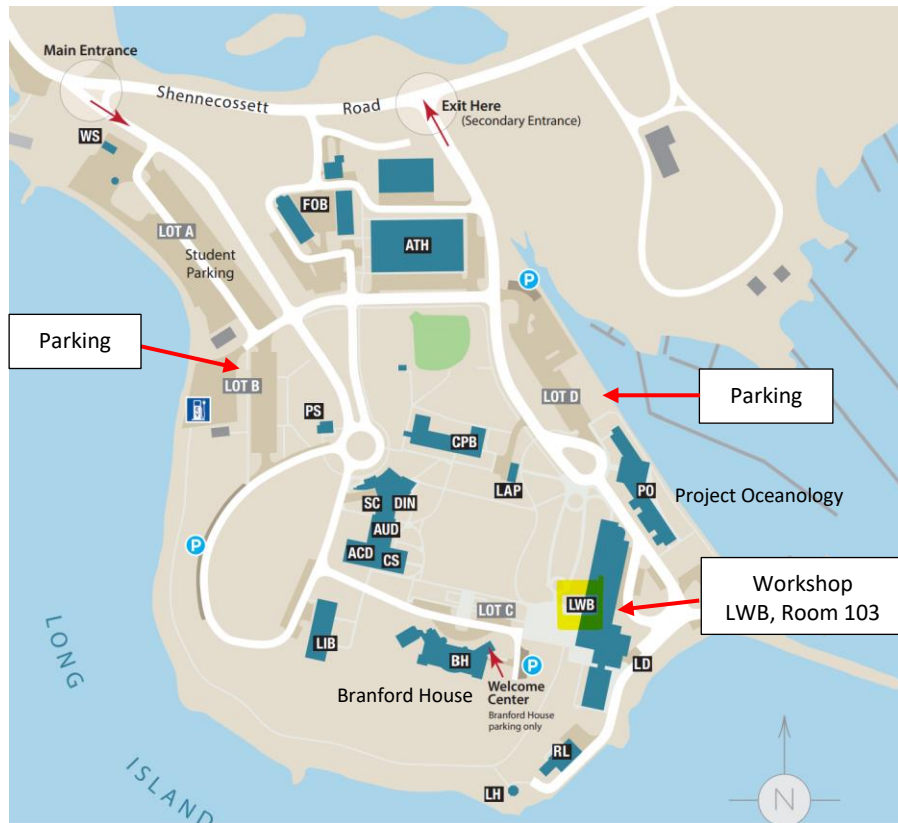 Main Entrance
Shennecossett Road
Exit Here
(Secondary Entrance)
WS
FOB
LOT A
Student
Parking
ATH
P
Parking
LOT B
LOT D
Parking
PS
CPB
LAP
PO
Project Oceanology
SC
DIN
AUD
ACD
CS
P
LWB
Workshop
LWB, Room 103
LOT C
LIB
BH
Branford House
Welcome
Center
Branford House
parking only
P
LD
RL
LH
LONG
ISLAND
N